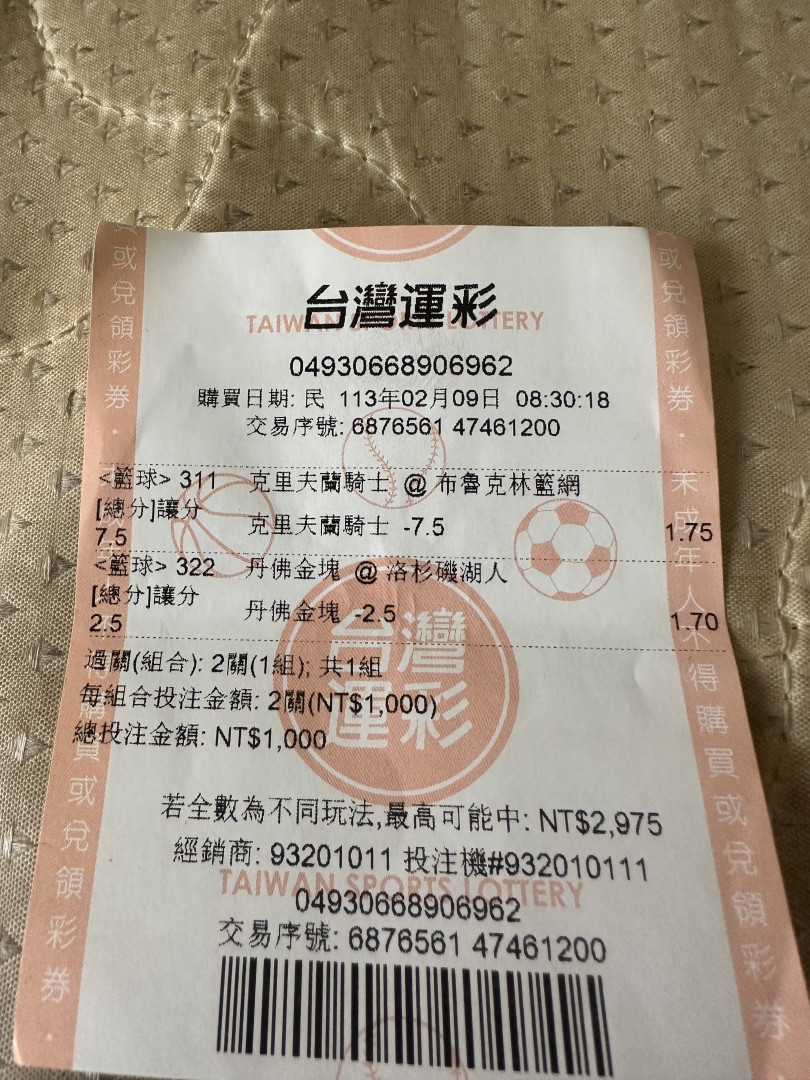 台灣運彩
TAIWAN SPORTS LOTTERY
04930668906962
購買日期: 民 113年02月09日 08:30:18
交易序號: 6876561 47461200
<籃球> 311 克里夫蘭騎士 @ 布魯克林籃網
[總分]讓分
7.5 克里夫蘭騎士 -7.5 1.75
<籃球> 322 丹佛金塊 @ 洛杉磯湖人
[總分]讓分
2.5 丹佛金塊 -2.5 1.70
台灣運彩
過關(組合): 2關(1組); 共1組
每組合投注金額: 2關(NT$1,000)
總投注金額: NT$1,000
若全數為不同玩法,最高可能中: NT$2,975
經銷商: 93201011 投注機#932010111
TAIWAN SPORTS LOTTERY
04930668906962
交易序號: 6876561 47461200
或兌領彩券·
買或兌領彩券·
或兌領彩券·未成年人不得購買或兌領彩券·